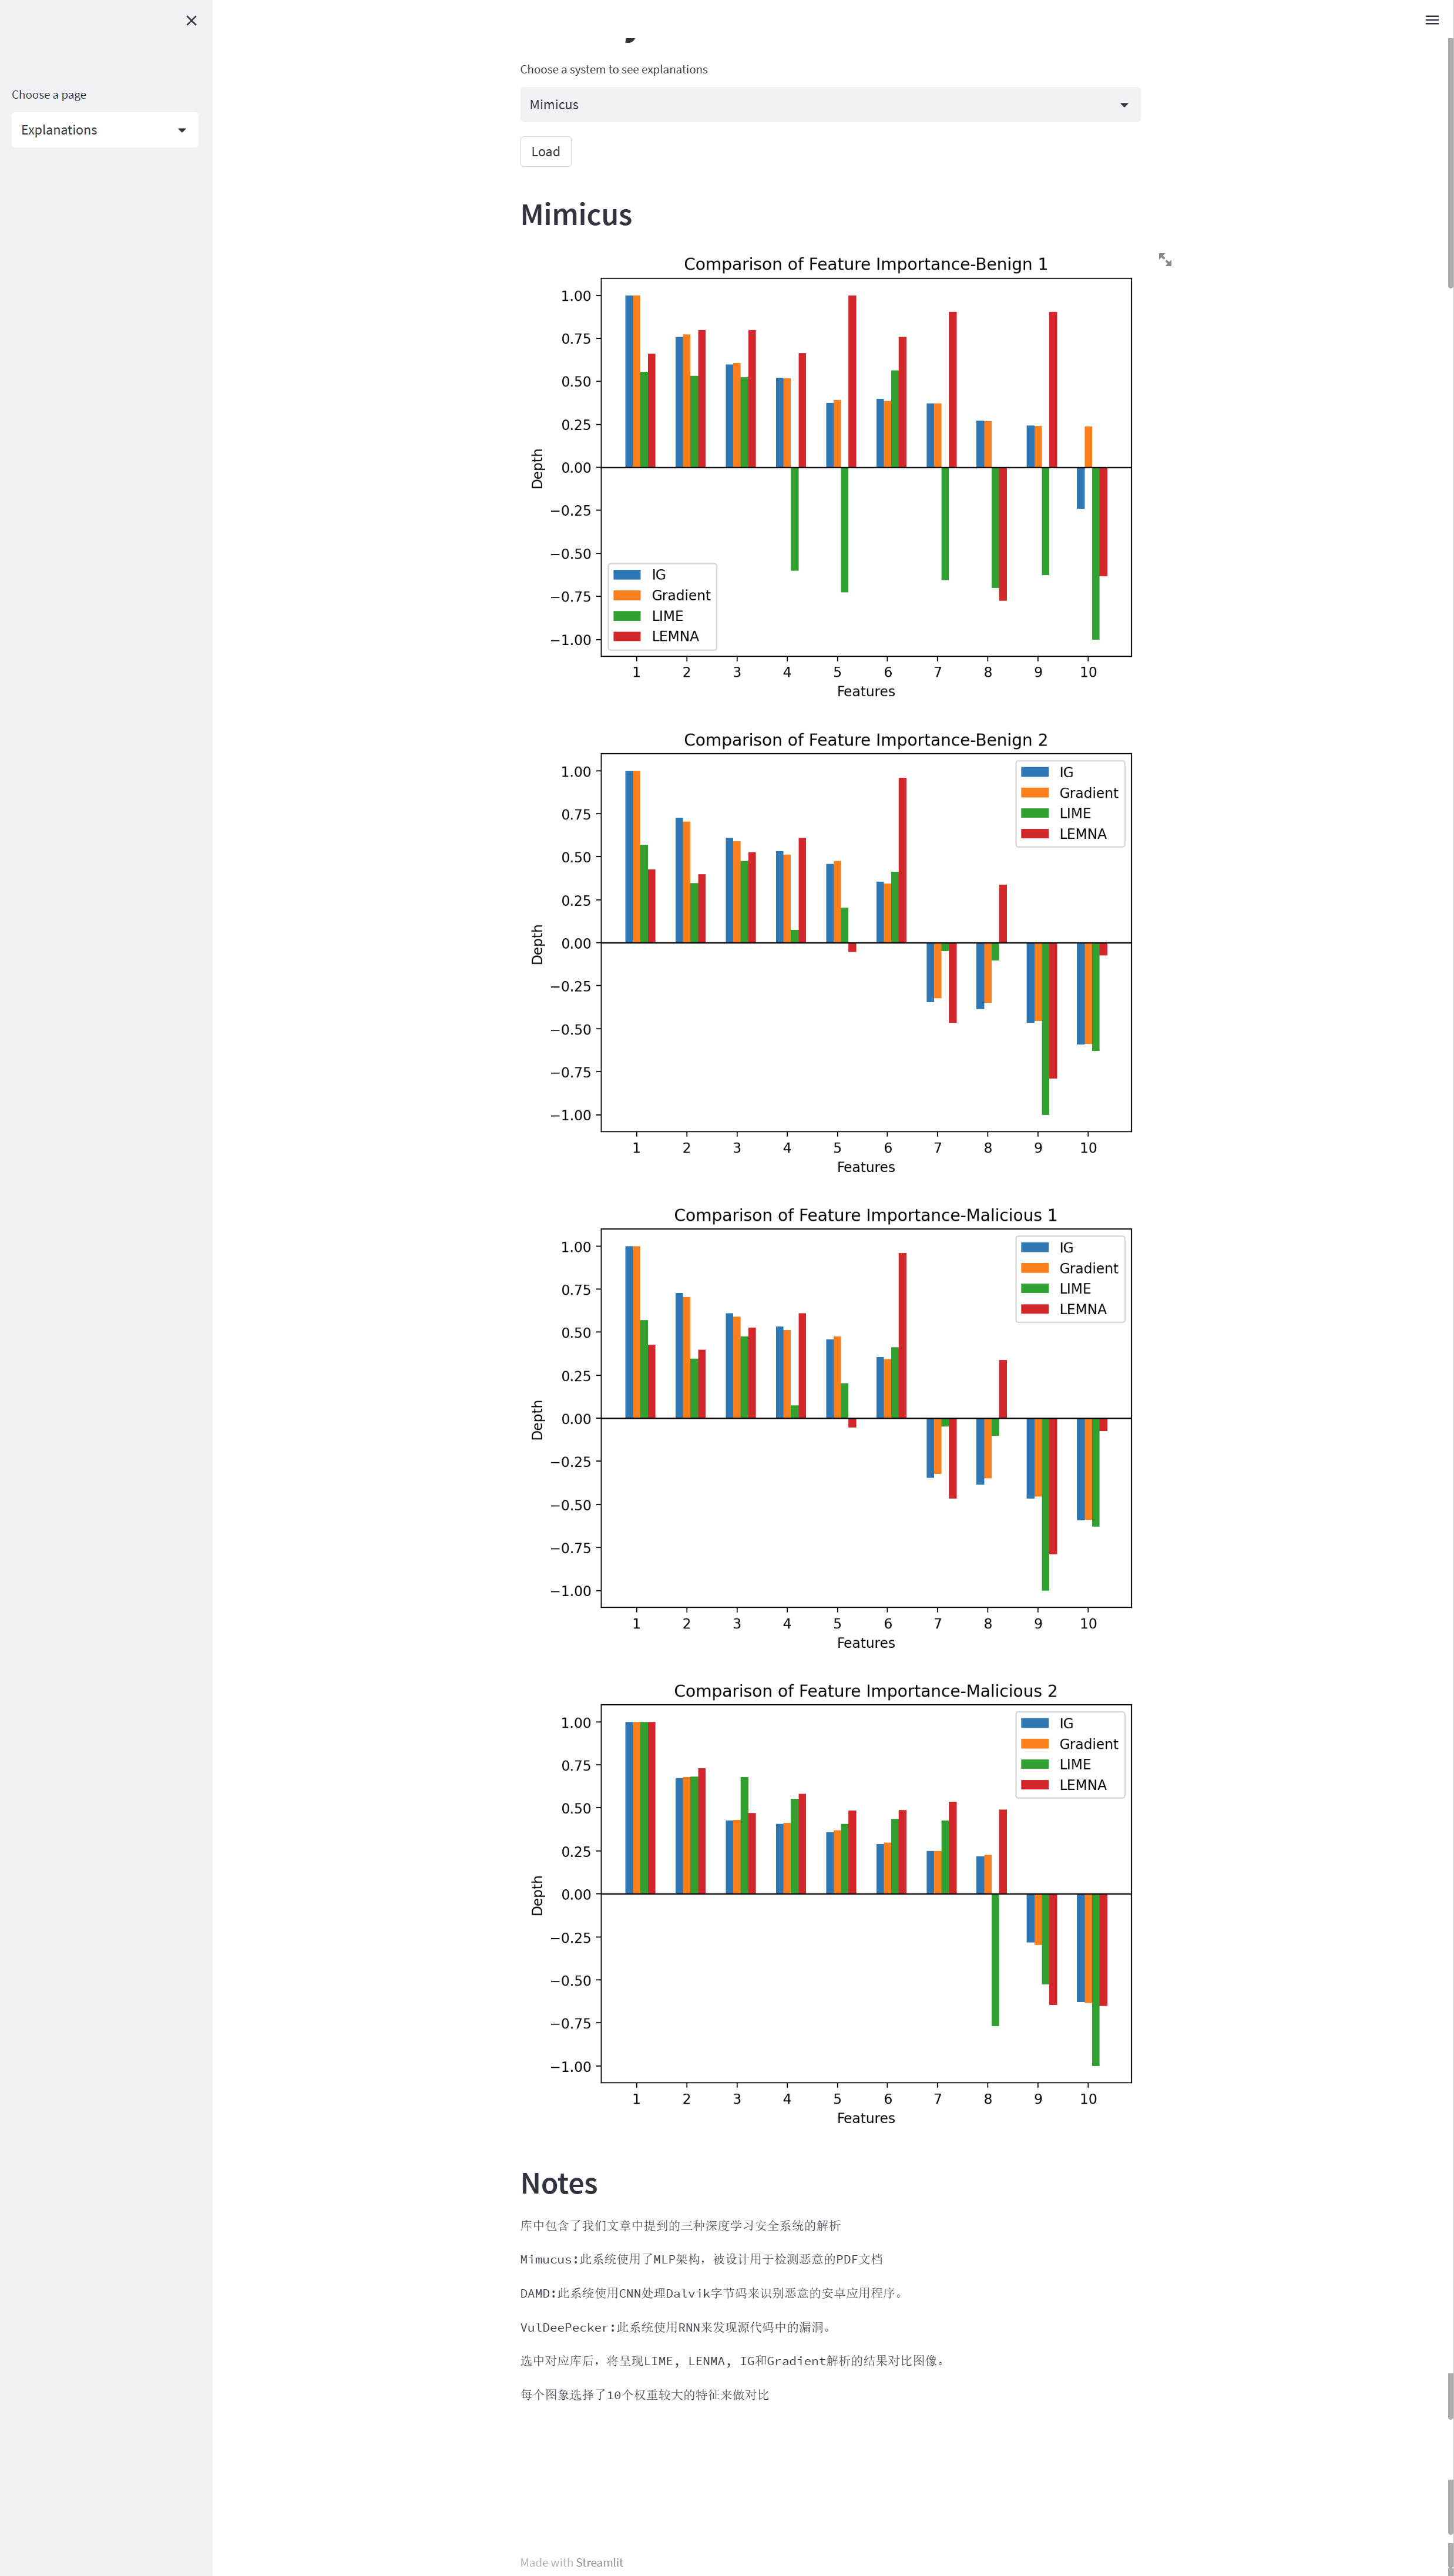 Choose a page
Explanations
Choose a system to see explanations
Mimicus
Load
Mimicus
Comparison of Feature Importance-Benign 1
1.00
0.75
0.50
0.25
0.00
−0.25
−0.50
−0.75
−1.00
Depth
IG
Gradient
LIME
LEMNA
1 2 3 4 5 6 7 8 9 10
Features
Comparison of Feature Importance-Benign 2
1.00
0.75
0.50
0.25
0.00
−0.25
−0.50
−0.75
−1.00
Depth
IG
Gradient
LIME
LEMNA
1 2 3 4 5 6 7 8 9 10
Features
Comparison of Feature Importance-Malicious 1
1.00
0.75
0.50
0.25
0.00
−0.25
−0.50
−0.75
−1.00
Depth
IG
Gradient
LIME
LEMNA
1 2 3 4 5 6 7 8 9 10
Features
Comparison of Feature Importance-Malicious 2
1.00
0.75
0.50
0.25
0.00
−0.25
−0.50
−0.75
−1.00
Depth
IG
Gradient
LIME
LEMNA
1 2 3 4 5 6 7 8 9 10
Features
Notes
库中包含了我们文章中提到的三种深度学习安全系统的解析
Mimucus:此系统使用了MLP架构，被设计用于检测恶意的PDF文档
DAMD:此系统使用CNN处理Dalvik字节码来识别恶意的安卓应用程序。
VulDeePecker:此系统使用RNN来发现源代码中的漏洞。
选中对应库后，将呈现LIME, LENMA, IG和Gradient解析的结果对比图像。
每个图象选择了10个权重较大的特征来做对比
Made with Streamlit